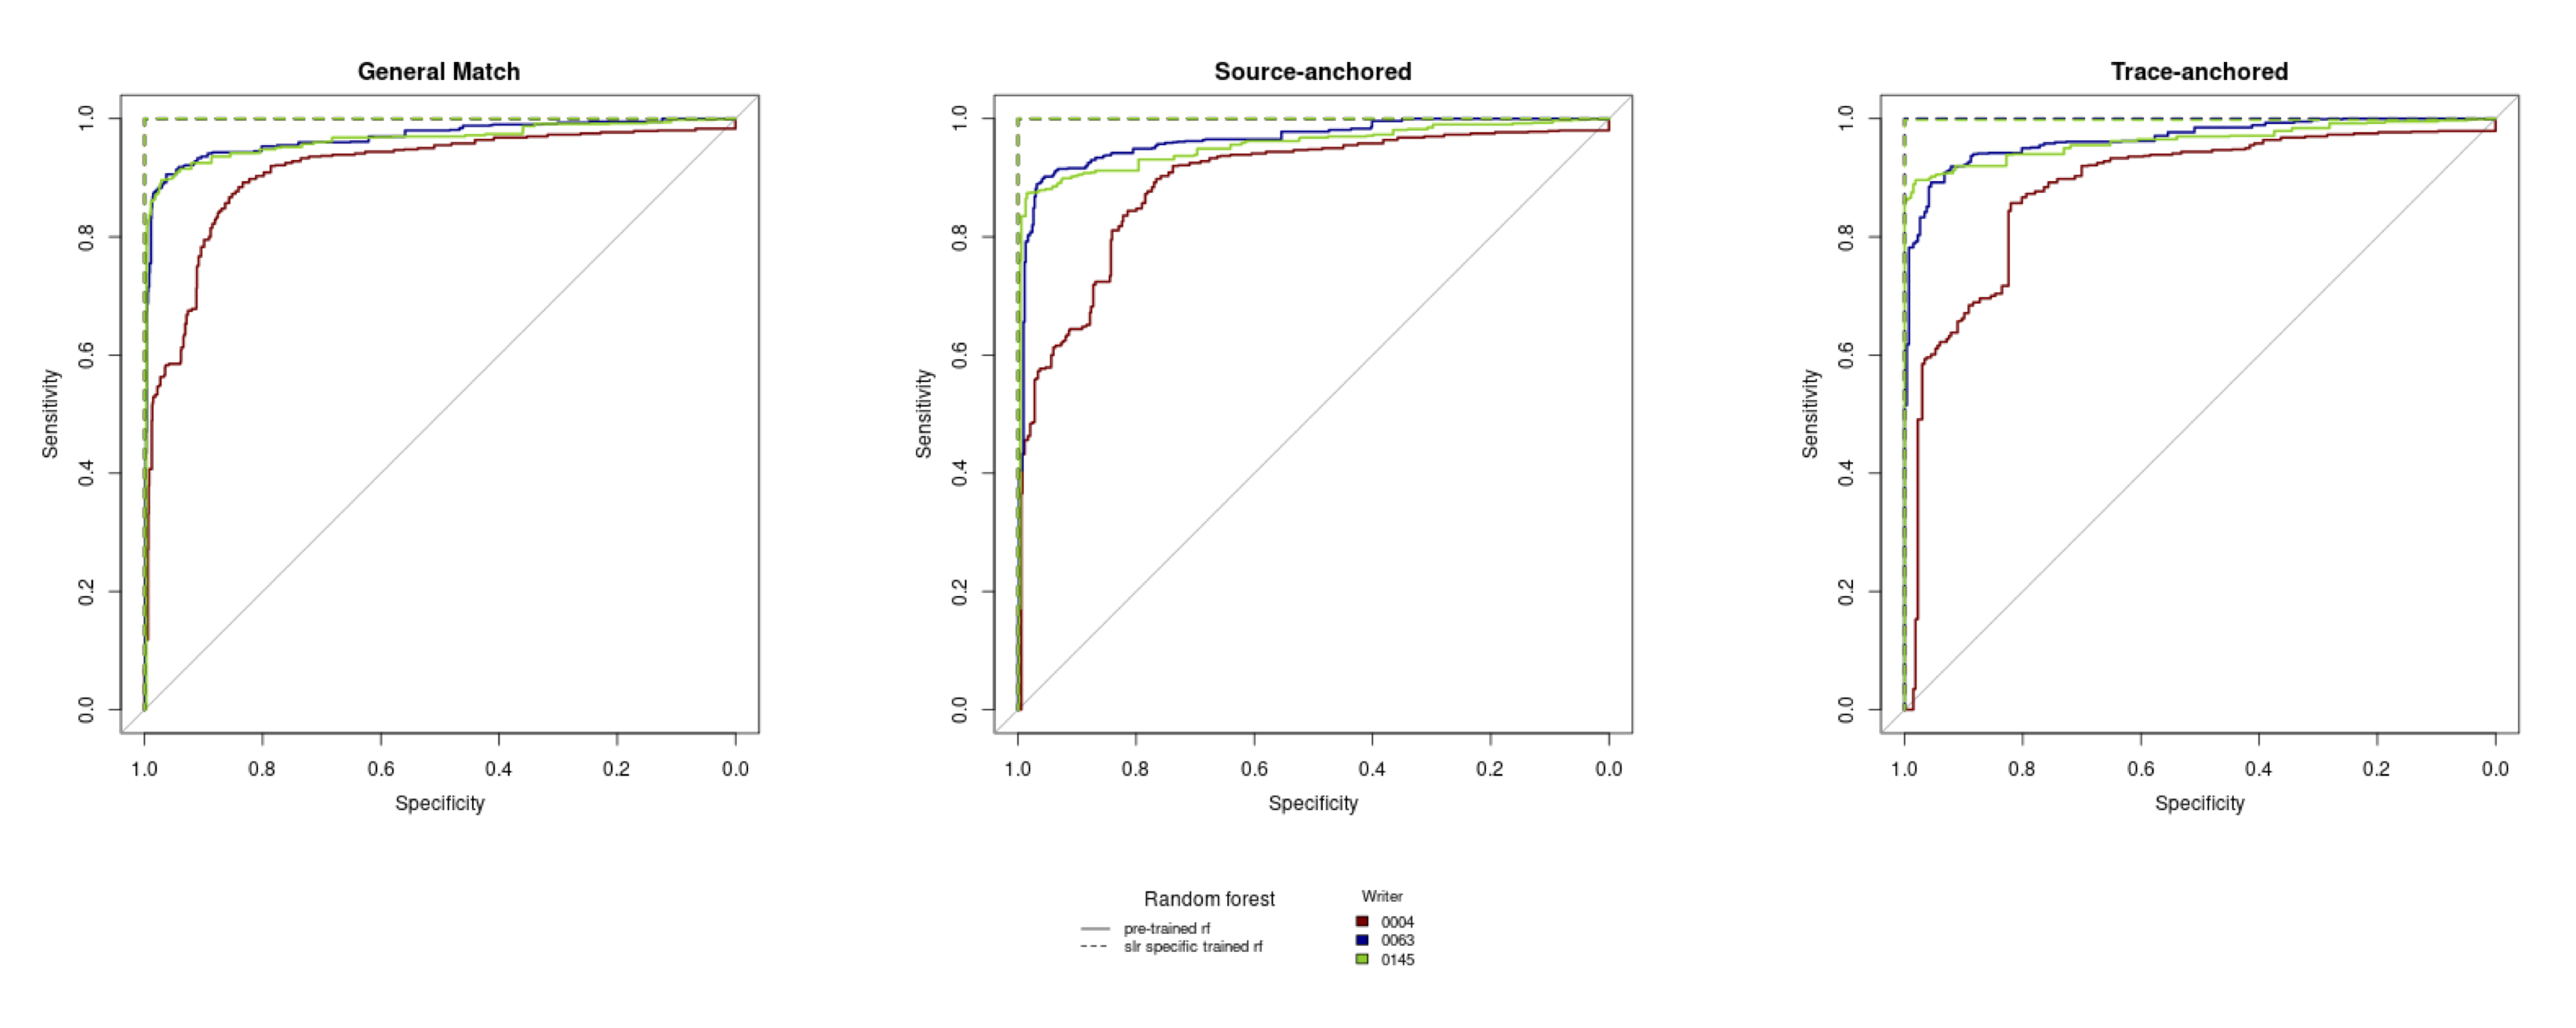 General Match
Source-anchored
Trace-anchored
Sensitivity
1.0
0.8
0.6
0.4
0.2
0.0
1.0 0.8 0.6 0.4 0.2 0.0
Specificity
Sensitivity
1.0
0.8
0.6
0.4
0.2
0.0
1.0 0.8 0.6 0.4 0.2 0.0
Specificity
Sensitivity
1.0
0.8
0.6
0.4
0.2
0.0
1.0 0.8 0.6 0.4 0.2 0.0
Specificity
Random forest
pre-trained rf
slr specific trained rf
Writer
0004
0063
0145